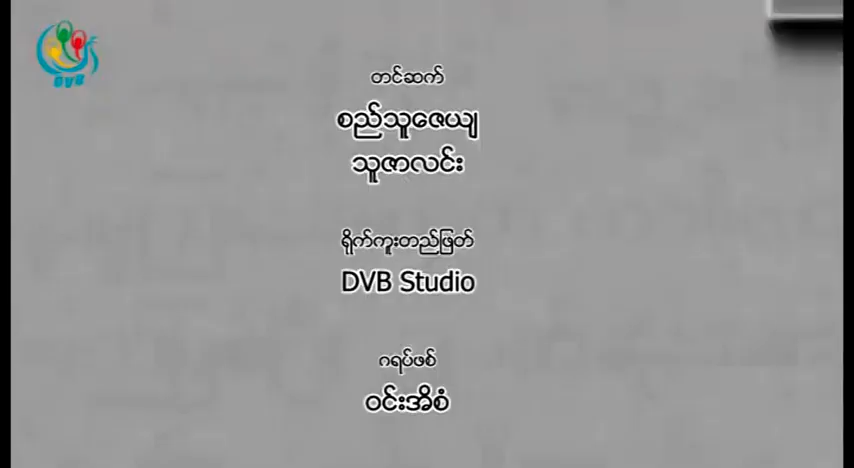 DVB
တင်ဆက်
စည်သူဇေယျ
သူဇာလင်း
ရိုက်ကူးတည်ဖြတ်
DVB Studio
ဂရပ်ဖစ်
ဝင်းအိစံ